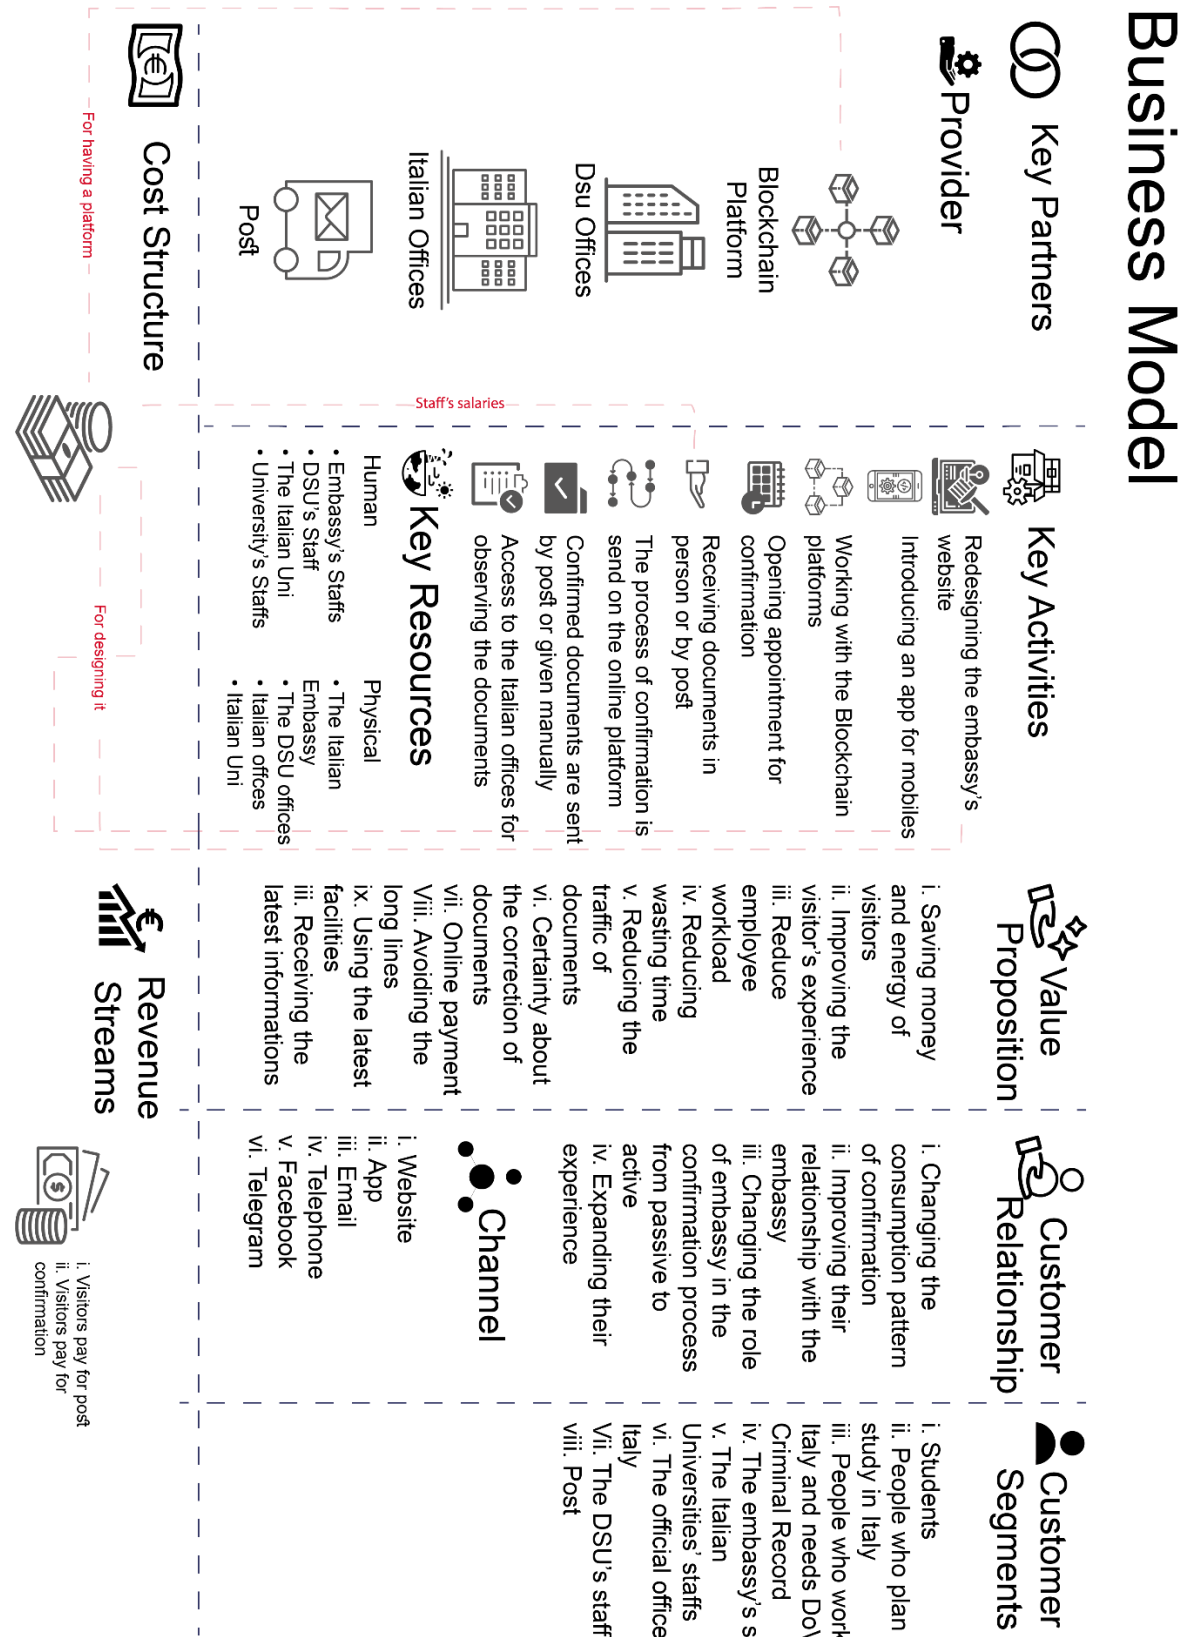 Business Model
Key Partners
Provider
Blockchain
Platform
Dsu Offices
Italian Offices
Post
Key Activities
Redesigning the embassy's
website
Introducing an app for mobiles
Working with the Blockchain
platforms
Opening appointment for
confirmation
Receiving documents in
person or by post
The process of confirmation is
send on the online platform
Confirmed documents are sent
by post or given manually
Access to the Italian offices for
observing the documents
Key Resources
Human
• Embassy's Staffs
• DSU's Staff
• The Italian Uni
• University's Staffs
Physical
• The Italian
Embassy
• The DSU offices
• Italian offces
• Italian Uni
Value
Proposition
i. Saving money
and energy of
visitors
ii. Improving the
visitor's experience
iii. Reduce
employee
workload
iv. Reducing
wasting time
v. Reducing the
traffic of
documents
vi. Certainty about
the correction of
documents
vii. Online payment
Viii. Avoiding the
long lines
ix. Using the latest
facilities
iii. Receiving the
latest informations
Customer
Relationship
i. Changing the
consumption pattern
of confirmation
ii. Improving their
relationship with the
embassy
iii. Changing the role
of embassy in the
confirmation process
from passive to
active
iv. Expanding their
experience
Channel
i. Website
ii. App
iii. Email
iv. Telephone
v. Facebook
vi. Telegram
Customer
Segments
i. Students
ii. People who plan
study in Italy
iii. People who work
Italy and needs DoV
Criminal Record
iv. The embassy's s
v. The Italian
Universities' staffs
vi. The official office
Italy
Vii. The DSU's staff
viii. Post
Cost Structure
For having a platform
Staff's salaries
For designing it
Revenue
Streams
i. Visitors pay for post
ii. Visitors pay for
confirmation